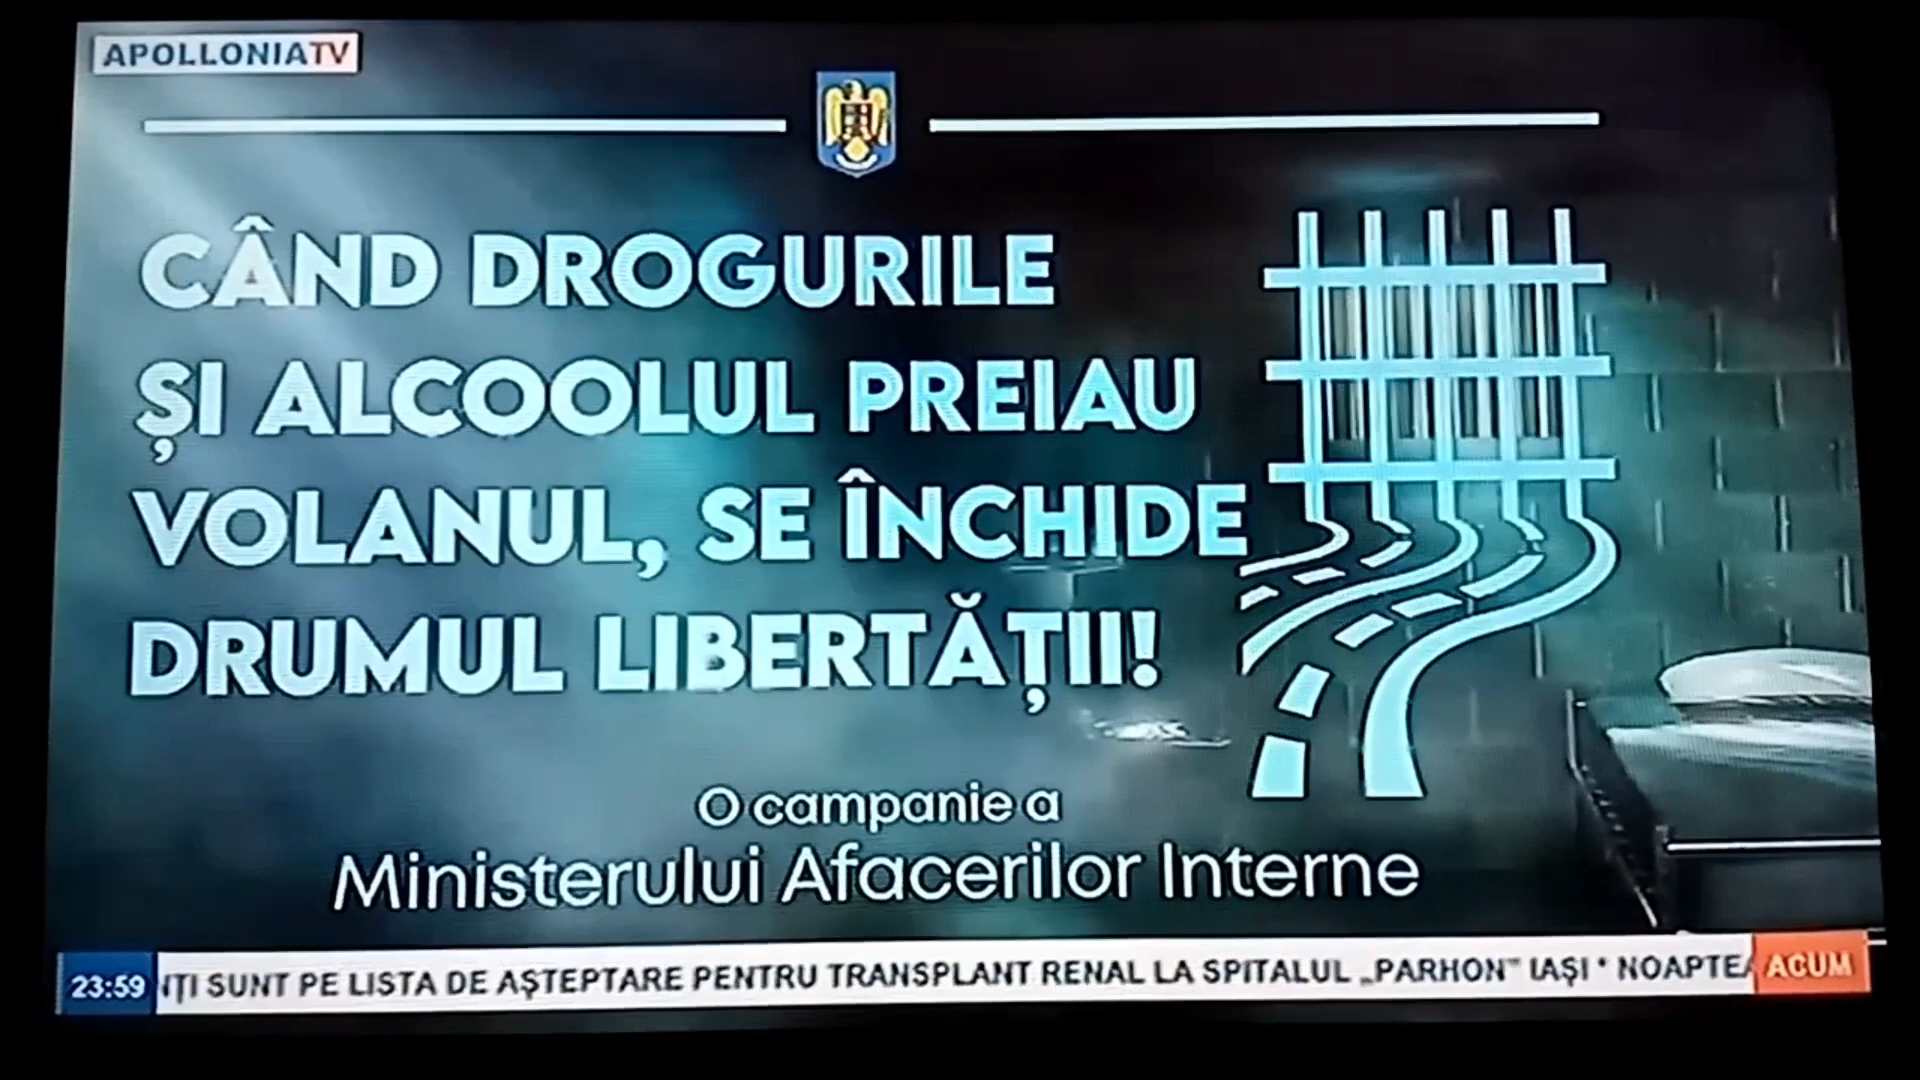 APOLLONIATV
CÂND DROGURILE
ȘI ALCOOLUL PREIAU
VOLANUL, SE ÎNCHIDE
DRUMUL LIBERTĂȚII!
O campanie a
Ministerului Afacerilor Interne
23:59 NȚI SUNT PE LISTA DE AȘTEPTARE PENTRU TRANSPLANT RENAL LA SPITALUL „PARHON” IAȘI * NOAPTEA ACUM